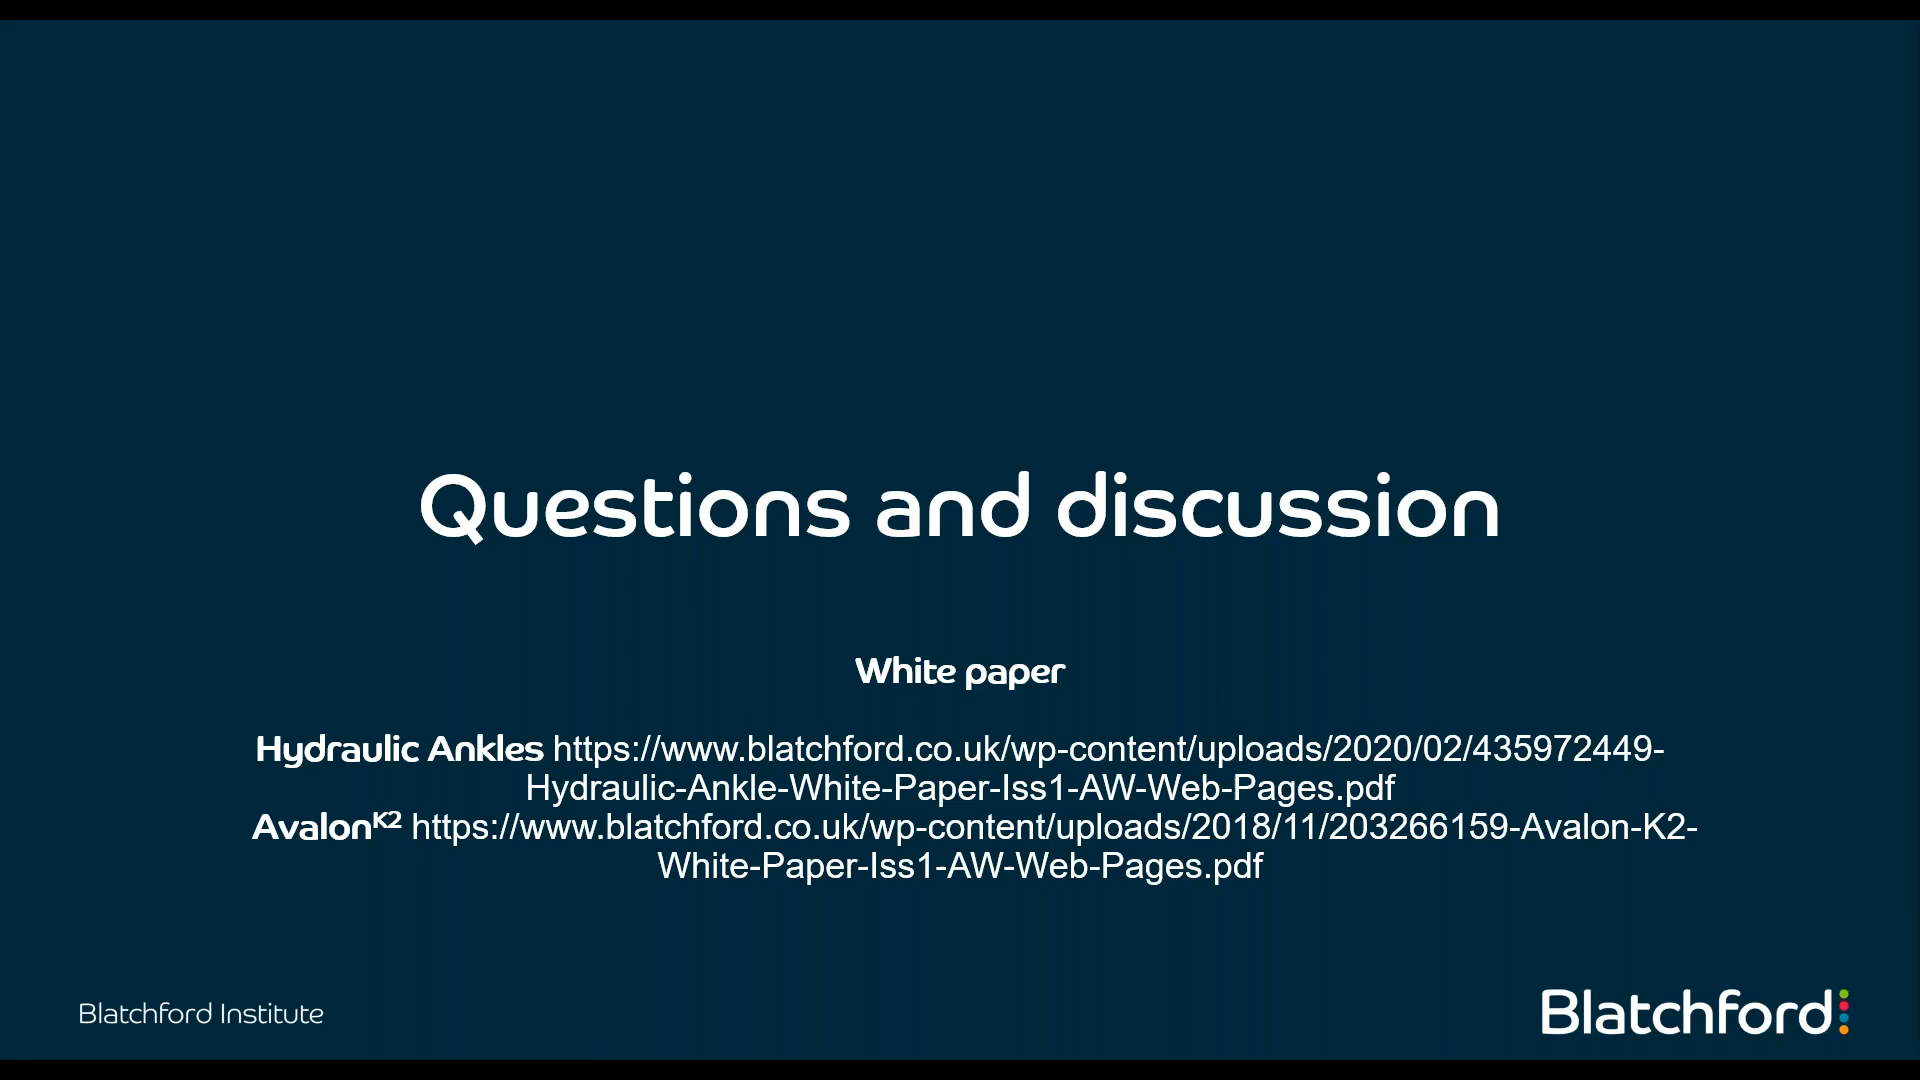 Questions and discussion
White paper
Hydraulic Ankles https://www.blatchford.co.uk/wp-content/uploads/2020/02/435972449-
Hydraulic-Ankle-White-Paper-Iss1-AW-Web-Pages.pdf
Avalonᴷ² https://www.blatchford.co.uk/wp-content/uploads/2018/11/203266159-Avalon-K2-
White-Paper-Iss1-AW-Web-Pages.pdf
Blatchford Institute
Blatchford